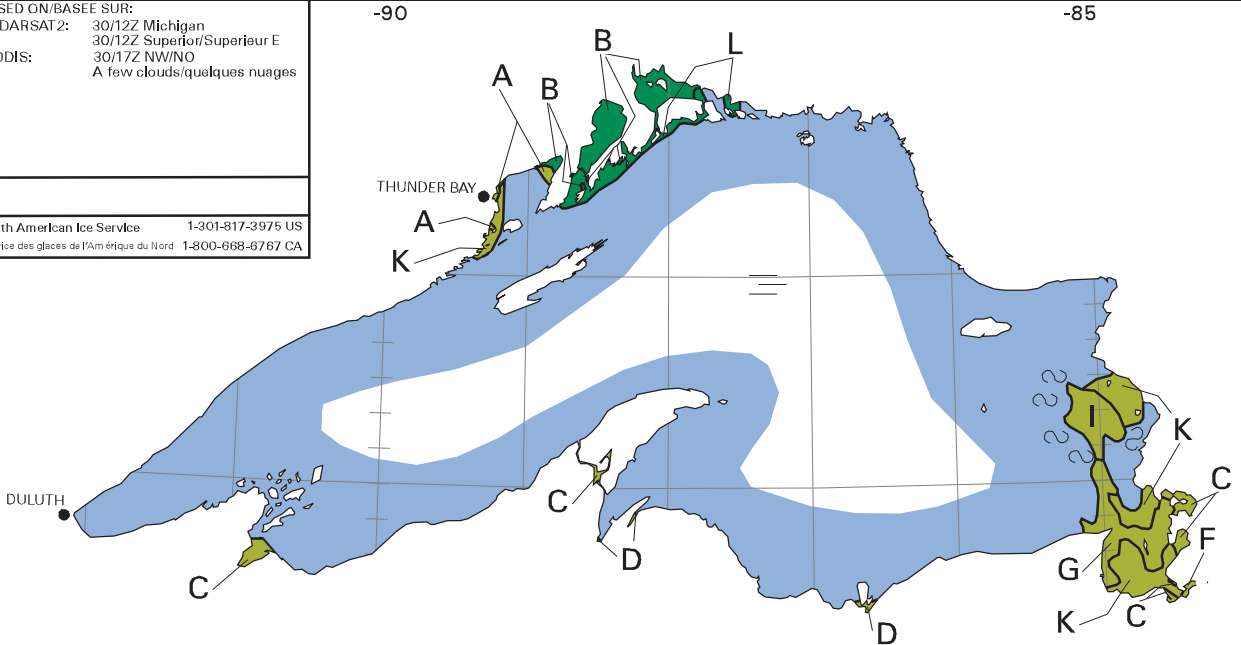 SED ON/BASEE SUR:
DARSAT2: 30/12Z Michigan
30/12Z Superior/Superieur E
ODIS: 30/17Z NW/NO
A few clouds/quelques nuages
rth American Ice Service 1-301-817-3975 US
vice des glaces de l'Amérique du Nord 1-800-668-6767 CA
-90
-85
B
L
A
B
THUNDER BAY
A
K
I
K
C
DULUTH
C
F
D
G
C
C
K
D